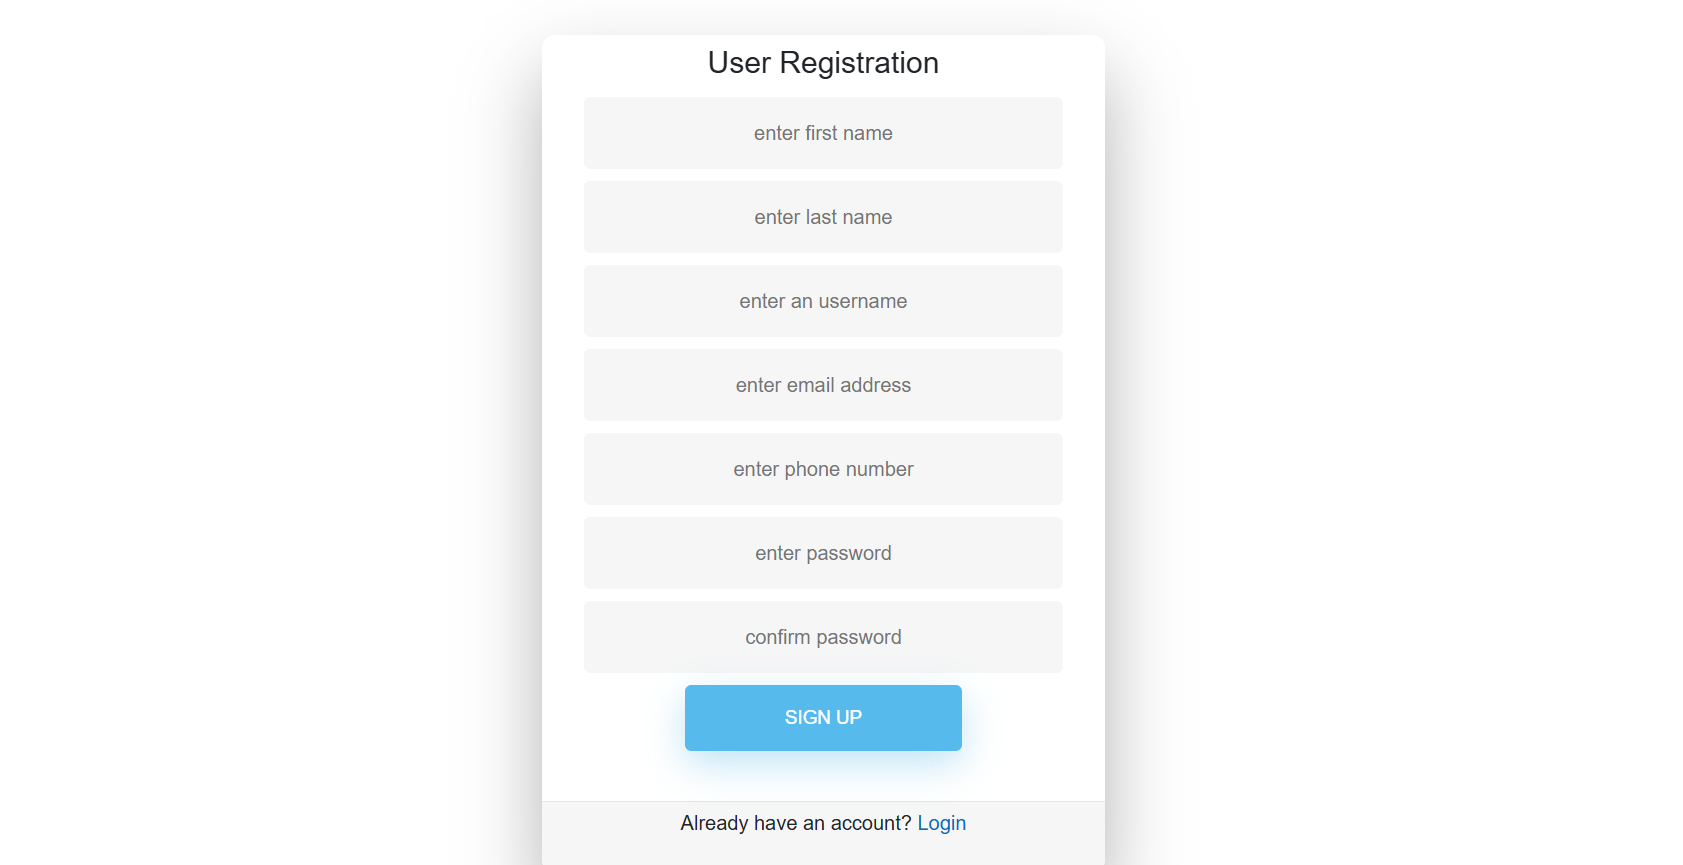 User Registration
enter first name
enter last name
enter an username
enter email address
enter phone number
enter password
confirm password
SIGN UP
Already have an account? Login